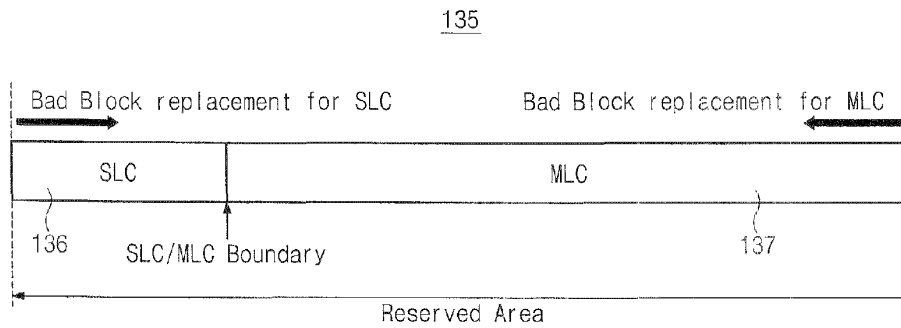 135
Bad Block replacement for SLC
Bad Block replacement for MLC
SLC
MLC
136
SLC/MLC Boundary
137
Reserved Area